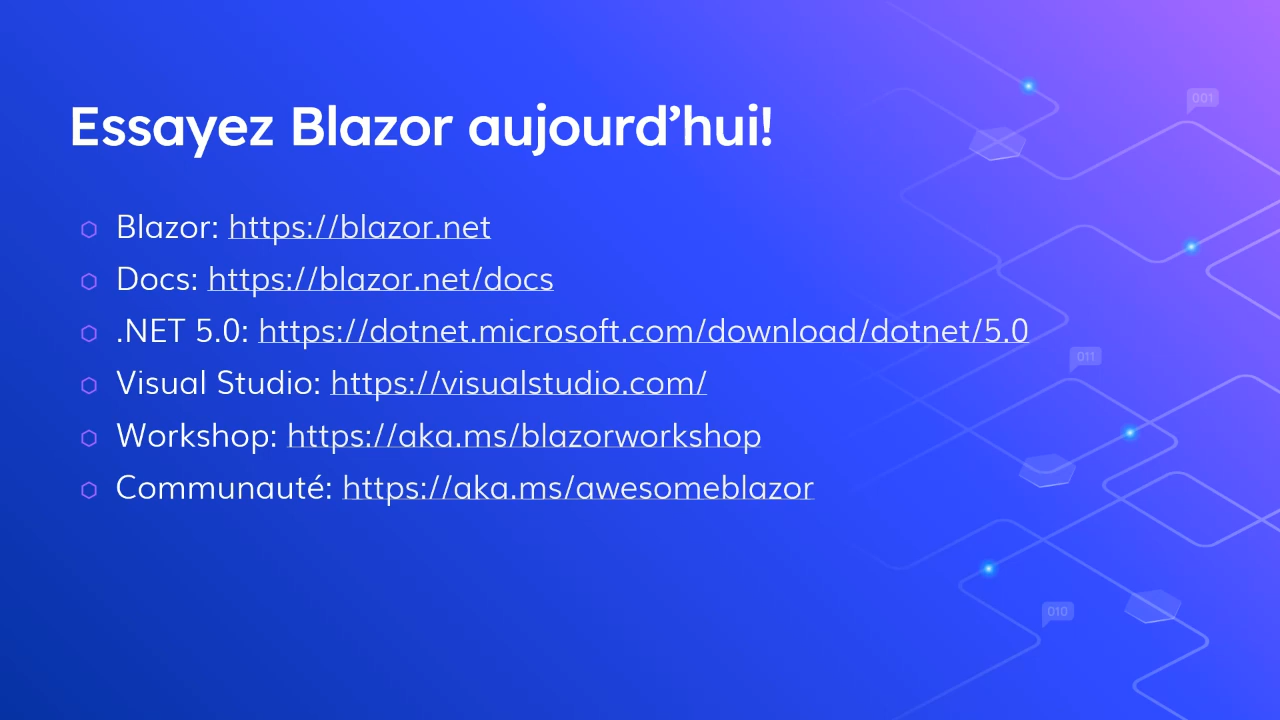 Essayez Blazor aujourd’hui!
001
Blazor: https://blazor.net
Docs: https://blazor.net/docs
.NET 5.0: https://dotnet.microsoft.com/download/dotnet/5.0
011
Visual Studio: https://visualstudio.com/
Workshop: https://aka.ms/blazorworkshop
Communauté: https://aka.ms/awesomeblazor
010